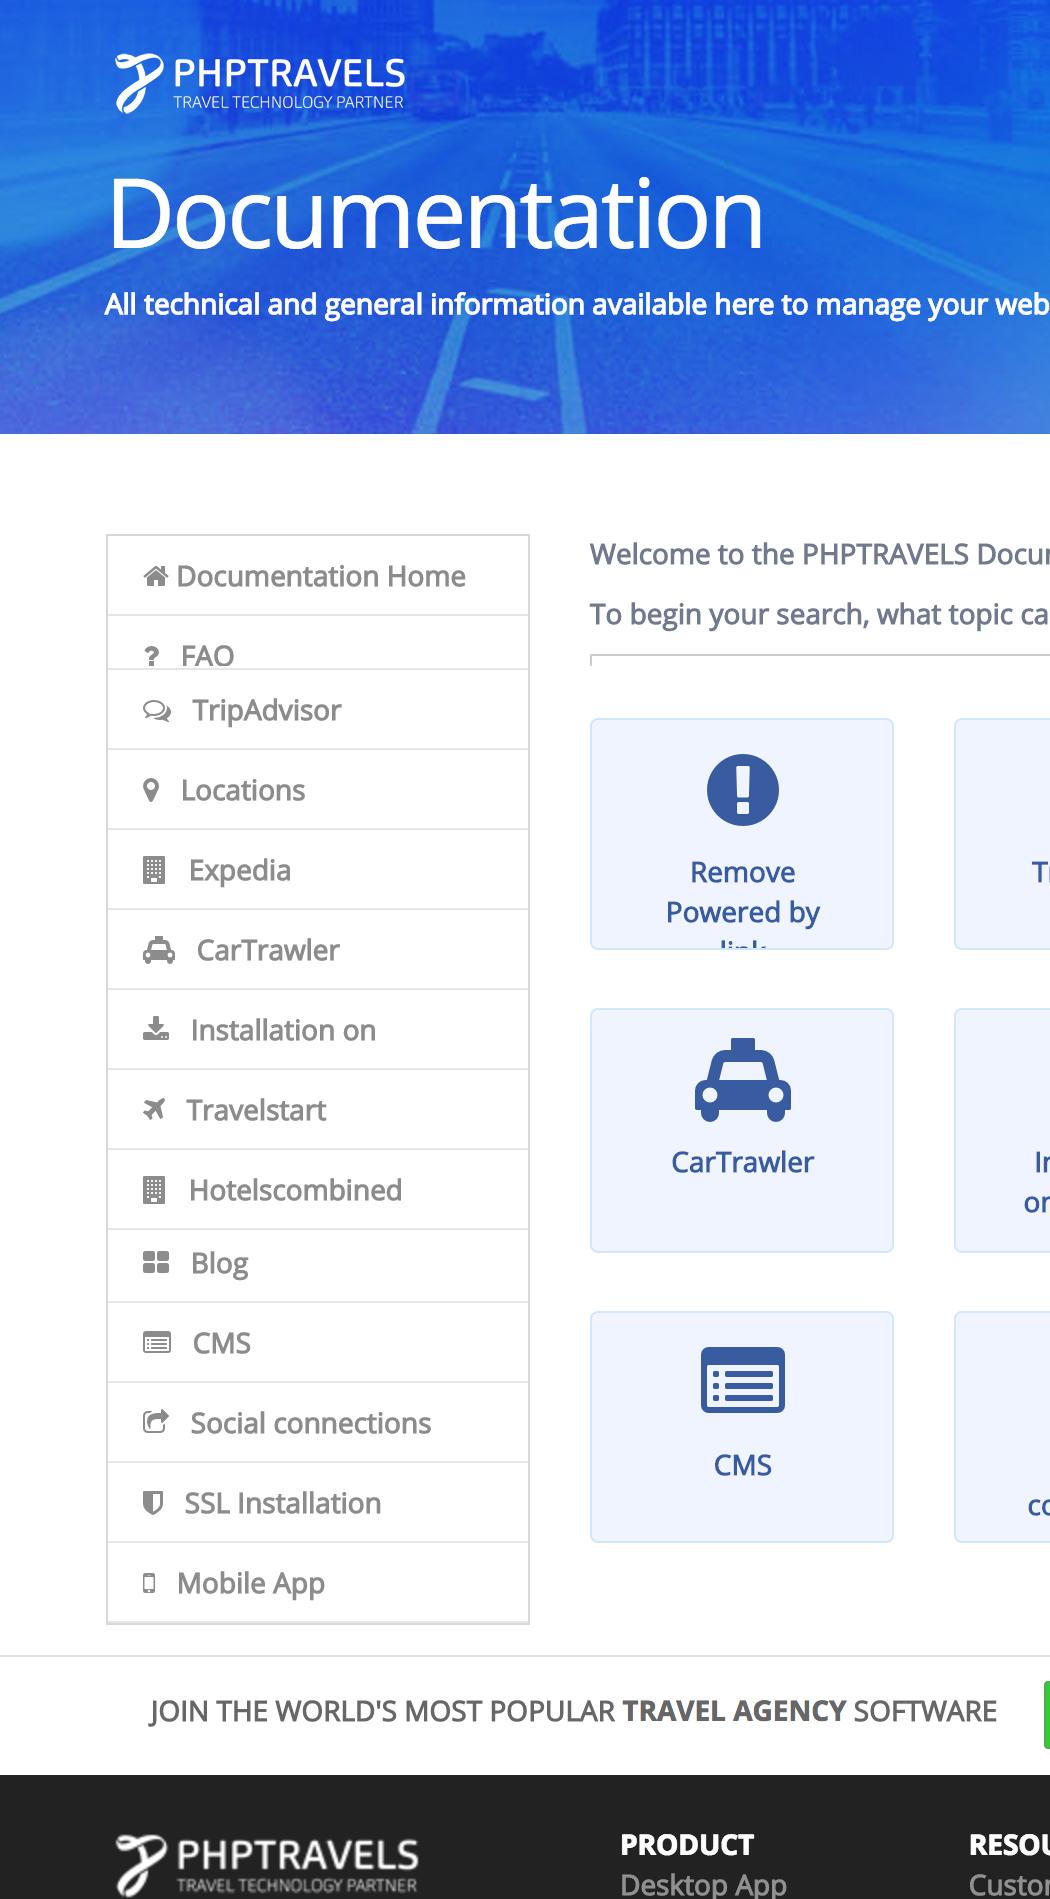 PHPTRAVELS
TRAVEL TECHNOLOGY PARTNER
Documentation
All technical and general information available here to manage your web
Documentation Home
FAQ
TripAdvisor
Locations
Expedia
CarTrawler
Installation on
Travelstart
Hotelscombined
Blog
CMS
Social connections
SSL Installation
Mobile App
Welcome to the PHPTRAVELS Docu
To begin your search, what topic ca
Remove
Powered by
link
CarTrawler
CMS
JOIN THE WORLD'S MOST POPULAR TRAVEL AGENCY SOFTWARE
PHPTRAVELS
TRAVEL TECHNOLOGY PARTNER
PRODUCT
Desktop App
RESOU
Custo